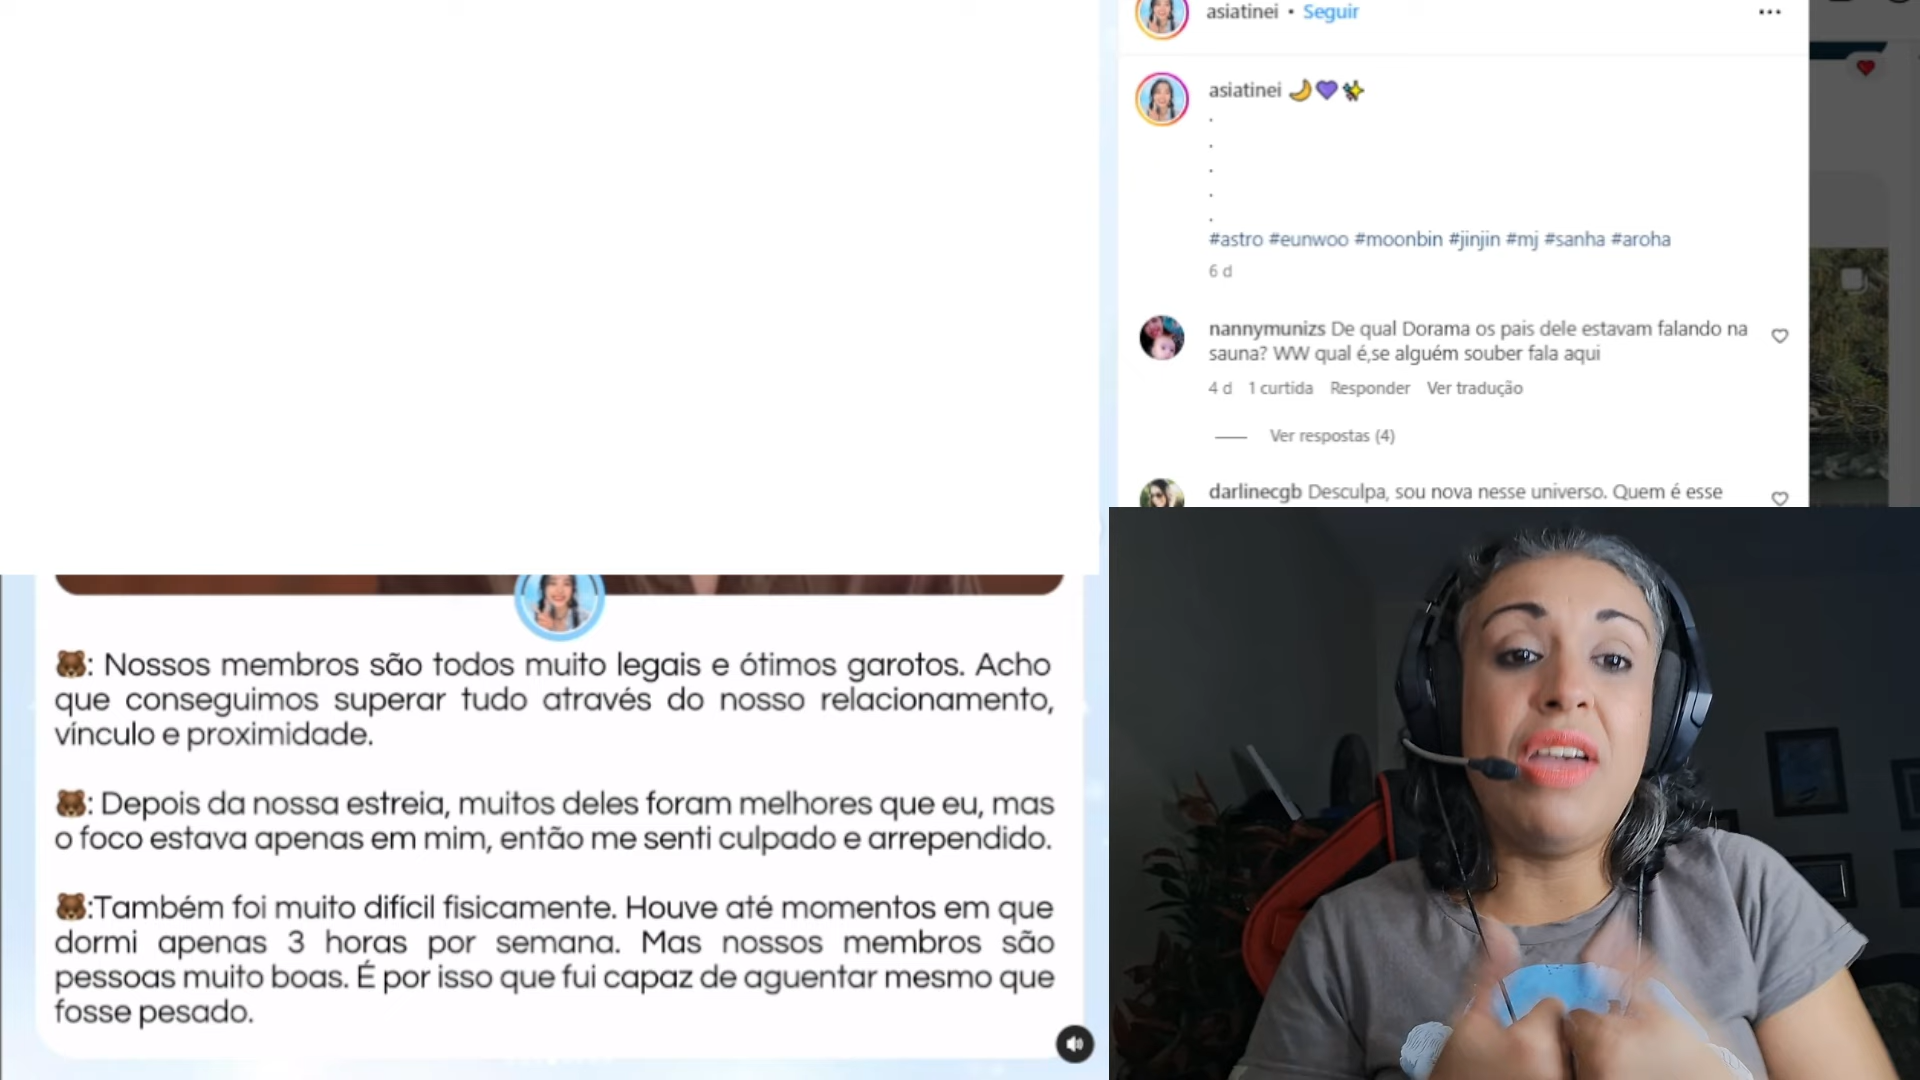 asiatinei • Seguir
asiatinei 🌙💜✨
.
.
.
.
.
#astro #eunwoo #moonbin #jinjin #mj #sanha #aroha
6 d
nannymunizs De qual Dorama os pais dele estavam falando na
sauna? WW qual é,se alguém souber fala aqui
4 d 1 curtida Responder Ver tradução
Ver respostas (4)
darlinecgb Desculpa, sou nova nesse universo. Quem é esse
🐻: Nossos membros são todos muito legais e ótimos garotos. Acho
que conseguimos superar tudo através do nosso relacionamento,
vínculo e proximidade.
🐻: Depois da nossa estreia, muitos deles foram melhores que eu, mas
o foco estava apenas em mim, então me senti culpado e arrependido.
🐻:Também foi muito difícil fisicamente. Houve até momentos em que
dormi apenas 3 horas por semana. Mas nossos membros são
pessoas muito boas. É por isso que fui capaz de aguentar mesmo que
fosse pesado.